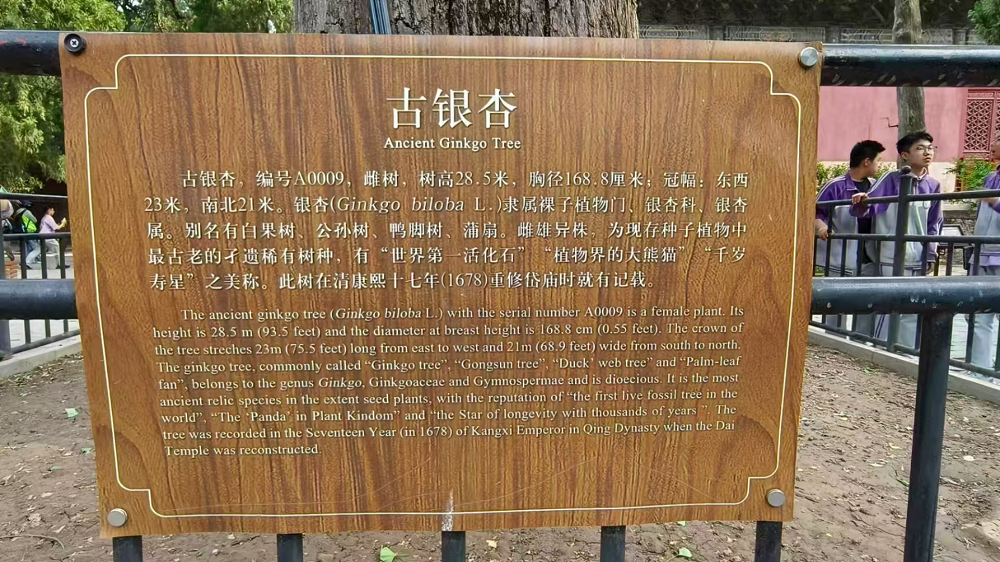 古银杏
Ancient Ginkgo Tree
古银杏，编号A0009，雌树，树高28.5米，胸径168.8厘米；冠幅：东西
23米，南北21米。银杏(Ginkgo biloba L.)隶属裸子植物门、银杏科、银杏
属。别名有白果树、公孙树、鸭脚树、蒲扇。雌雄异株，为现存种子植物中
最古老的孑遗稀有树种，有“世界第一活化石”“植物界的大熊猫”“千岁
寿星”之美称。此树在清康熙十七年(1678)重修岱庙时就有记载。
The ancient ginkgo tree (Ginkgo biloba L.) with the serial number A0009 is a female plant. Its
height is 28.5 m (93.5 feet) and the diameter at breast height is 168.8 cm (0.55 feet). The crown of
the tree streches 23m (75.5 feet) long from east to west and 21m (68.9 feet) wide from south to north.
The ginkgo tree, commonly called “Ginkgo tree”, “Gongsun tree”, “Duck’ web tree” and “Palm-leaf
fan”, belongs to the genus Ginkgo, Ginkgoaceae and Gymnospermae and is dioecious. It is the most
ancient relic species in the extent seed plants, with the reputation of “the first live fossil tree in the
world”, “The ‘Panda’ in Plant Kindom” and “the Star of longevity with thousands of years ”. The
tree was recorded in the Seventeen Year (in 1678) of Kangxi Emperor in Qing Dynasty when the Dai
Temple was reconstructed.